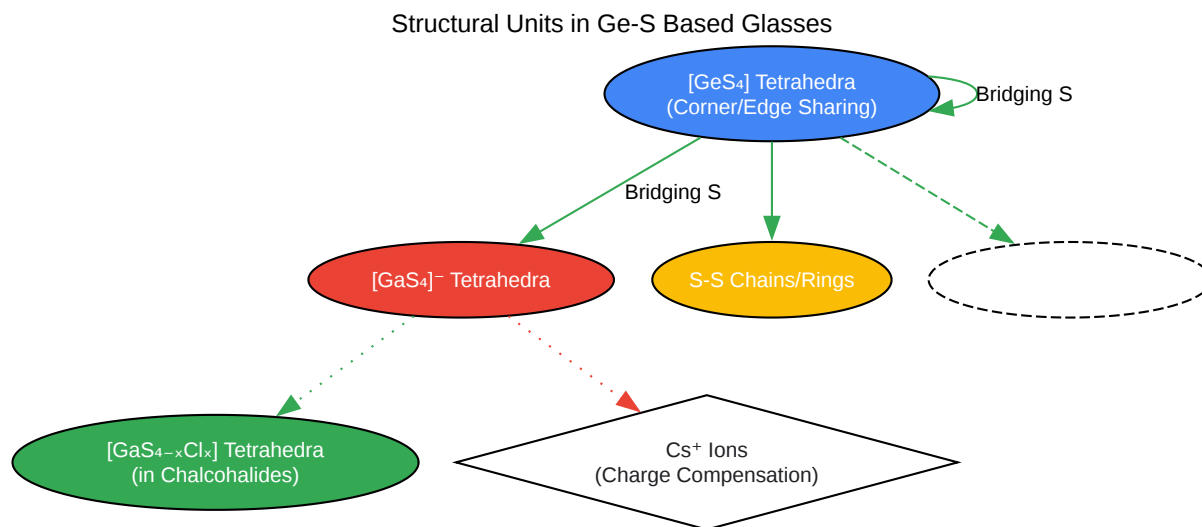 Structural Units in Ge-S Based Glasses
[GeS₄] Tetrahedra
(Corner/Edge Sharing)
Bridging S
Bridging S
[GaS₄]⁻ Tetrahedra
S-S Chains/Rings
[GaS₄₋ₓClₓ] Tetrahedra
(in Chalcohalides)
Cs⁺ Ions
(Charge Compensation)